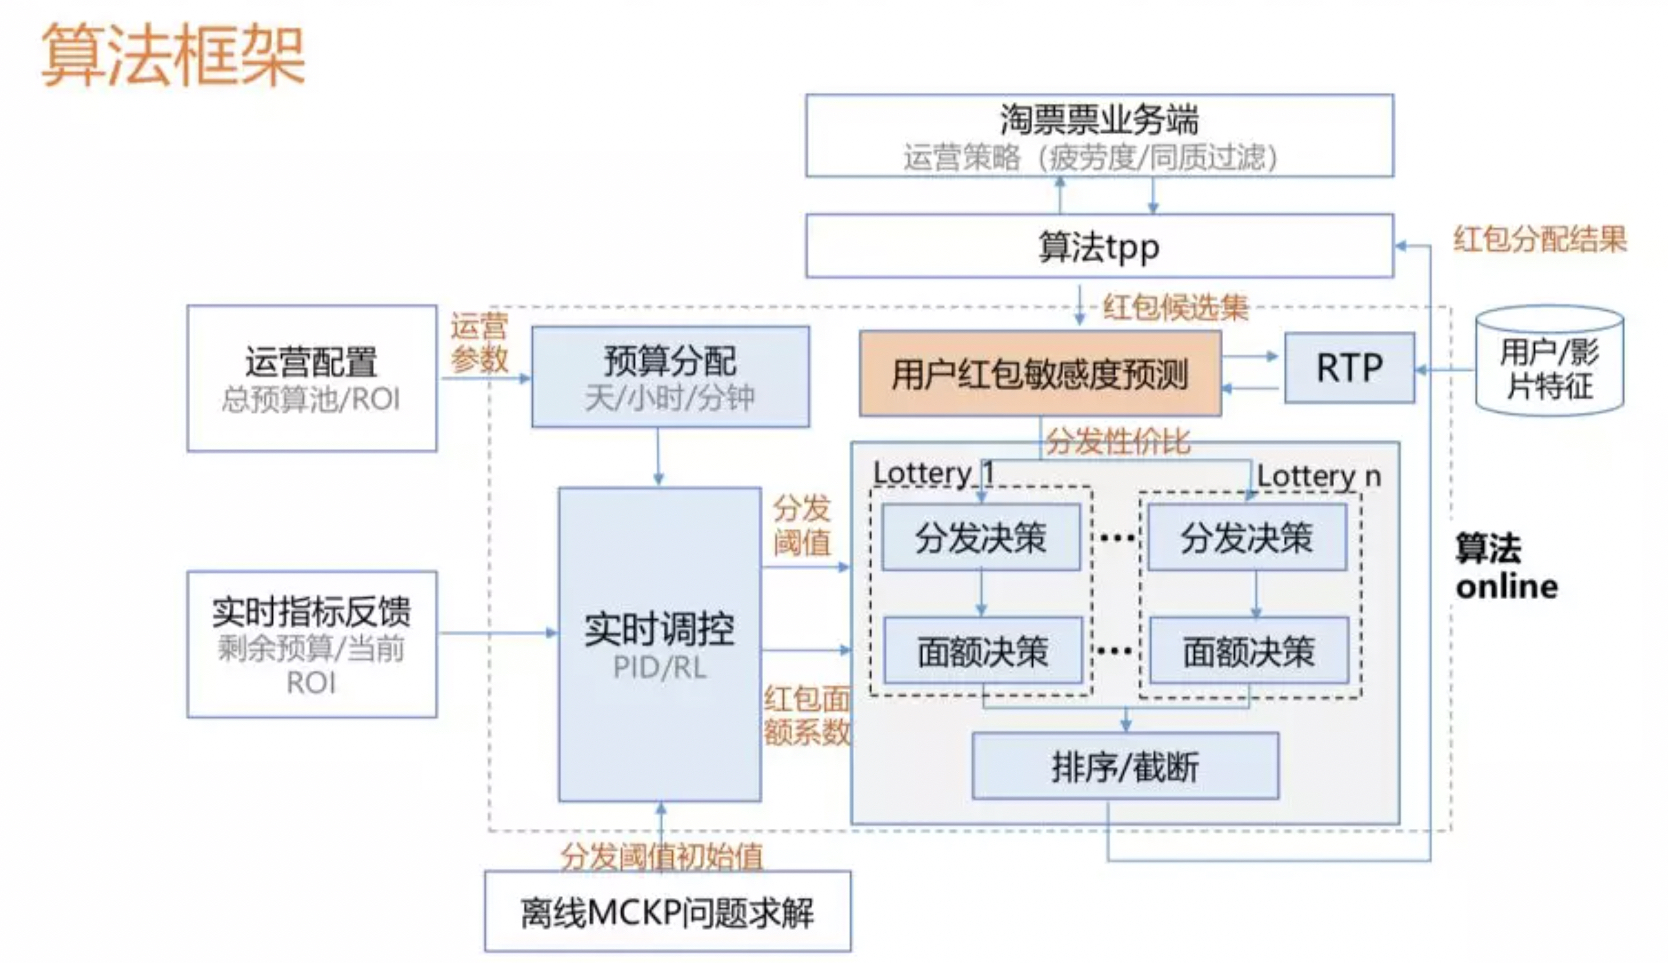 算法框架
淘票票业务端
运营策略（疲劳度/同质过滤）
算法tpp
红包分配结果
红包候选集
运营配置
总预算池/ROI
运营
参数
预算分配
天/小时/分钟
用户红包敏感度预测
RTP
用户/影
片特征
分发性价比
Lottery 1
Lottery n
分发
阈值
分发决策
•••
分发决策
算法
online
实时指标反馈
剩余预算/当前
ROI
实时调控
PID/RL
面额决策
•••
面额决策
红包面
额系数
排序/截断
分发阈值初始值
离线MCKP问题求解